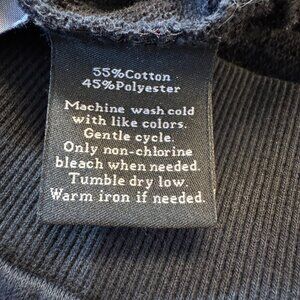 55%Cotton
45%Polyester
Machine wash cold
with like colors.
Gentle cycle.
Only non-chlorine
bleach when needed.
Tumble dry low.
Warm iron if needed.